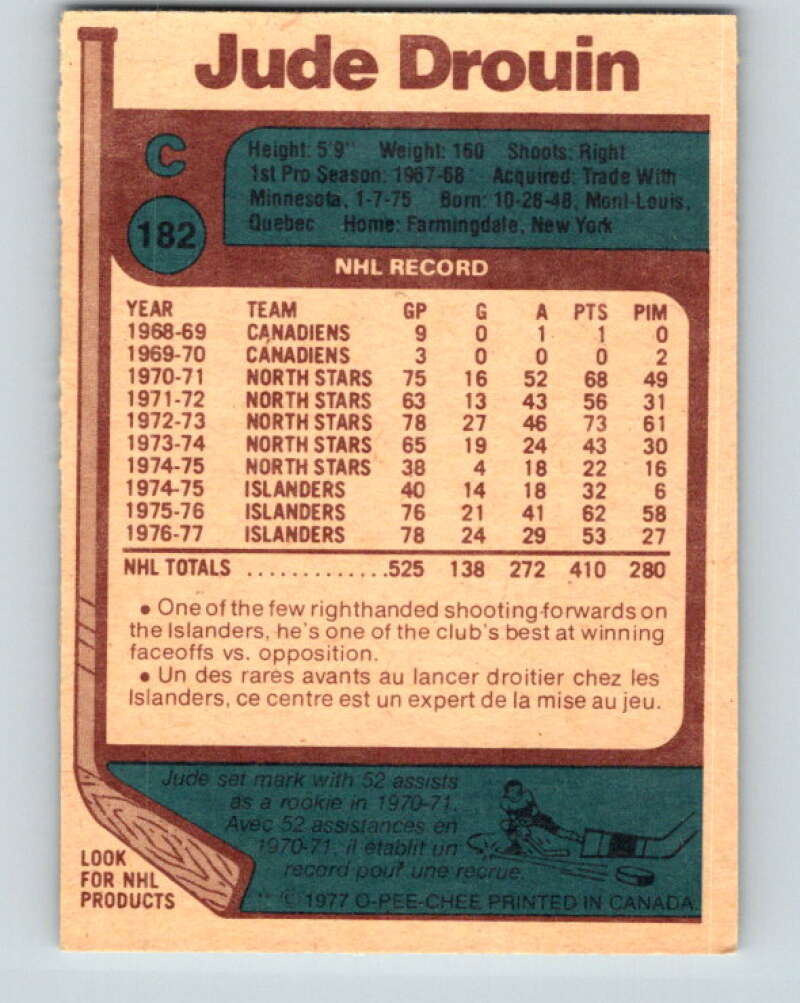 Jude Drouin
C
182
Height: 5'9" Weight: 160 Shoots: Right
1st Pro Season: 1967-68 Acquired: Trade With
Minnesota, 1-7-75 Born: 10-28-48, Mont-Louis,
Quebec Home: Farmingdale, New York
NHL RECORD
YEAR TEAM GP G A PTS PIM
1968-69 CANADIENS 9 0 1 1 0
1969-70 CANADIENS 3 0 0 0 2
1970-71 NORTH STARS 75 16 52 68 49
1971-72 NORTH STARS 63 13 43 56 31
1972-73 NORTH STARS 78 27 46 73 61
1973-74 NORTH STARS 65 19 24 43 30
1974-75 NORTH STARS 38 4 18 22 16
1974-75 ISLANDERS 40 14 18 32 6
1975-76 ISLANDERS 76 21 41 62 58
1976-77 ISLANDERS 78 24 29 53 27
NHL TOTALS .............525 138 272 410 280
• One of the few righthanded shooting forwards on
the Islanders, he's one of the club's best at winning
faceoffs vs. opposition.
• Un des rares avants au lancer droitier chez les
Islanders, ce centre est un expert de la mise au jeu.
Jude set mark with 52 assists
as a rookie in 1970-71.
Avec 52 assistances en
1970-71, il établit un
record pour une recrue.
LOOK
FOR NHL
PRODUCTS
© 1977 O-PEE-CHEE PRINTED IN CANADA